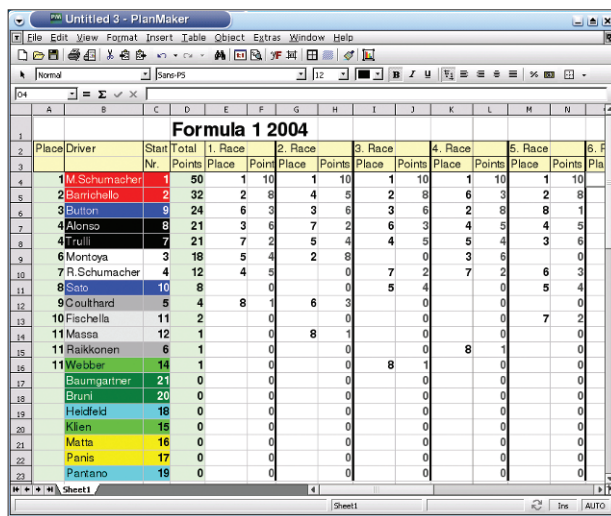 Untitled 3 - PlanMaker
File Edit View Format Insert Table Object Extras Window Help
Normal Sans-PS 12 B I U %
O4 = Σ
A B C D E F G H I J K L M N
1 Formula 1 2004
2 Place Driver Start Total 1. Race 2. Race 3. Race 4. Race 5. Race 6. F
3 Nr. Points Place Point Place Points Place Points Place Points Place Points Pla
4 1 M.Schumacher 1 50 1 10 1 10 1 10 1 10 1 10
5 2 Barrichello 2 32 2 8 4 5 2 8 6 3 2 8
6 3 Button 9 24 6 3 3 6 3 6 2 8 8 1
7 4 Alonso 8 21 3 6 7 2 6 3 4 5 4 5
8 4 Trulli 7 21 7 2 5 4 4 5 5 4 3 6
9 6 Montoya 3 18 5 4 2 8 0 3 6 0
10 7 R.Schumacher 4 12 4 5 0 7 2 7 2 6 3
11 8 Sato 10 8 0 0 5 4 0 5 4
12 9 Coulthard 5 4 8 1 6 3 0 0 0
13 10 Fischella 11 2 0 0 0 0 7 2
14 11 Massa 12 1 0 8 1 0 0 0
15 11 Raikkonen 6 1 0 0 0 8 1 0
16 11 Webber 14 1 0 0 8 1 0 0
17 Baumgartner 21 0 0 0 0 0 0
18 Bruni 20 0 0 0 0 0 0
19 Heidfeld 18 0 0 0 0 0 0
20 Klien 15 0 0 0 0 0 0
21 Matta 16 0 0 0 0 0 0
22 Panis 17 0 0 0 0 0 0
23 Pantano 19 0 0 0 0 0 0
Sheet1
Sheet1 Ins AUTO